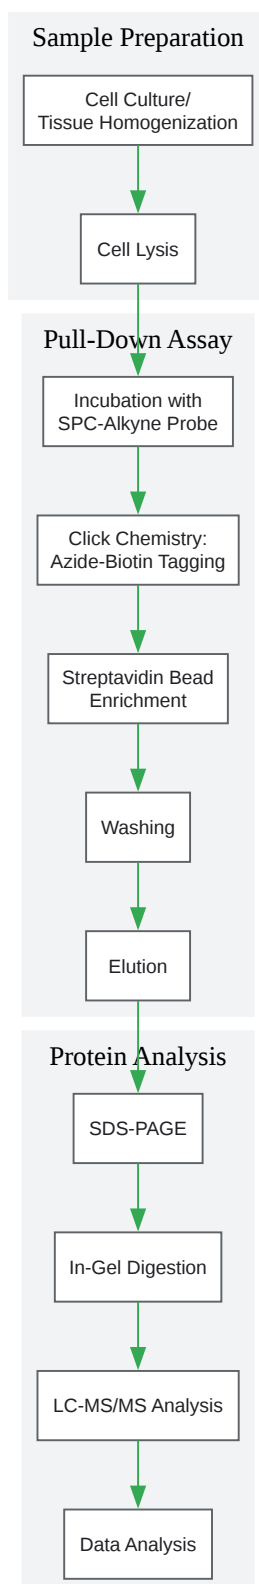 Sample Preparation
Cell Culture/
Tissue Homogenization
Cell Lysis
Pull-Down Assay
Incubation with
SPC-Alkyne Probe
Click Chemistry:
Azide-Biotin Tagging
Streptavidin Bead
Enrichment
Washing
Elution
Protein Analysis
SDS-PAGE
In-Gel Digestion
LC-MS/MS Analysis
Data Analysis